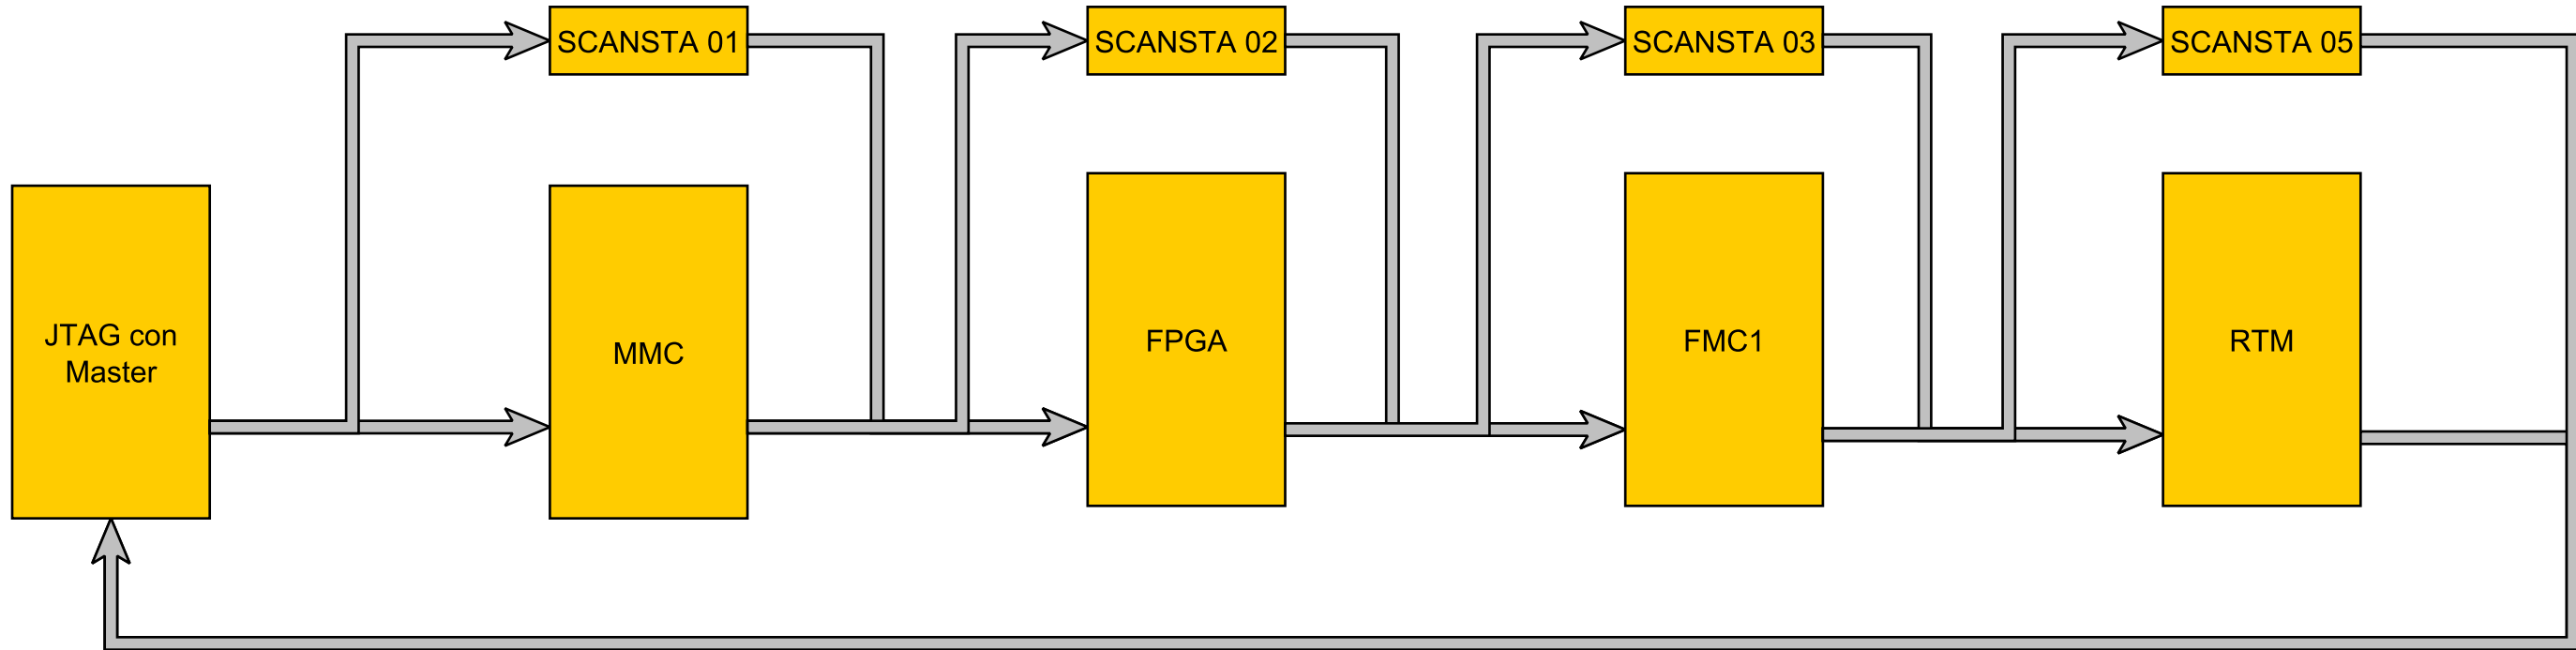 SCANSTA 01
SCANSTA 02
SCANSTA 03
SCANSTA 05
JTAG con
Master
MMC
FPGA
FMC1
RTM